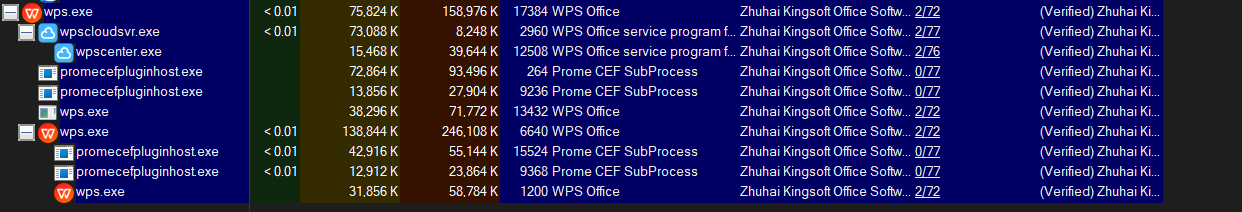 wps.exe < 0.01 75,824 K 158,976 K 17384 WPS Office Zhuhai Kingsoft Office Softw... 2/72 (Verified) Zhuhai Ki...
wpscloudsvr.exe < 0.01 73,088 K 8,248 K 2960 WPS Office service program f... Zhuhai Kingsoft Office Softw... 2/77 (Verified) Zhuhai Ki...
wpscenter.exe 15,468 K 39,644 K 12508 WPS Office service program f... Zhuhai Kingsoft Office Softw... 2/76 (Verified) Zhuhai Ki...
promecefpluginhost.exe 72,864 K 93,496 K 264 Prome CEF SubProcess Zhuhai Kingsoft Office Softw... 0/77 (Verified) Zhuhai Ki...
promecefpluginhost.exe 13,856 K 27,904 K 9236 Prome CEF SubProcess Zhuhai Kingsoft Office Softw... 0/77 (Verified) Zhuhai Ki...
wps.exe 38,296 K 71,772 K 13432 WPS Office Zhuhai Kingsoft Office Softw... 2/72 (Verified) Zhuhai Ki...
wps.exe < 0.01 138,844 K 246,108 K 6640 WPS Office Zhuhai Kingsoft Office Softw... 2/72 (Verified) Zhuhai Ki...
promecefpluginhost.exe < 0.01 42,916 K 55,144 K 15524 Prome CEF SubProcess Zhuhai Kingsoft Office Softw... 0/77 (Verified) Zhuhai Ki...
promecefpluginhost.exe < 0.01 12,912 K 23,864 K 9368 Prome CEF SubProcess Zhuhai Kingsoft Office Softw... 0/77 (Verified) Zhuhai Ki...
wps.exe 31,856 K 58,784 K 1200 WPS Office Zhuhai Kingsoft Office Softw... 2/72 (Verified) Zhuhai Ki...